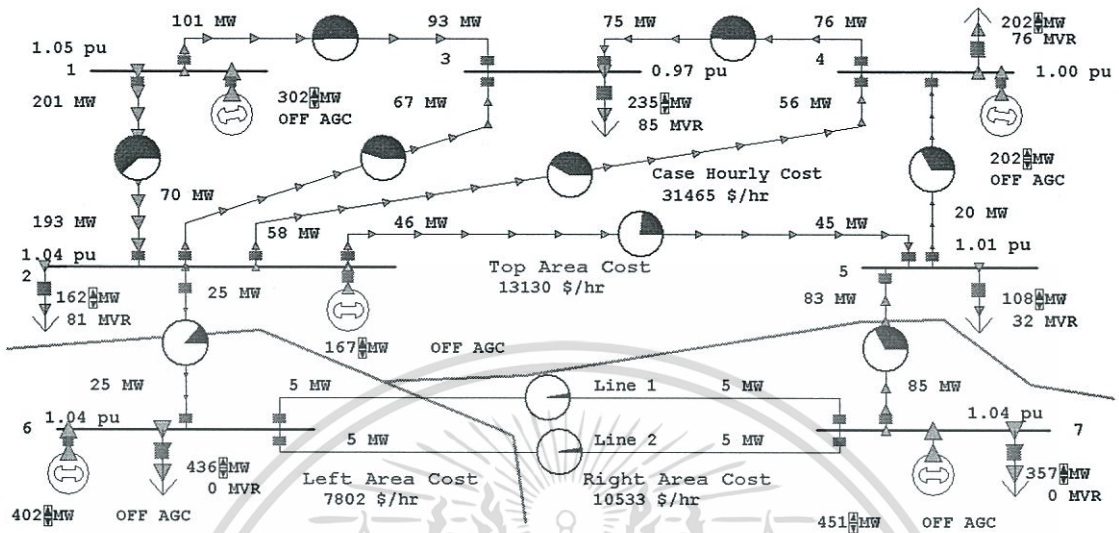 101 MW 93 MW 75 MW 76 MW 202 MW
76 MVR
1.05 pu 3 4
1 0.97 pu 1.00 pu
201 MW 302 MW 67 MW 235 MW 56 MW
OFF AGC 85 MVR
202 MW
Case Hourly Cost OFF AGC
31465 $/hr
70 MW 20 MW
193 MW 58 MW 46 MW 45 MW
1.04 pu 1.01 pu
2 Top Area Cost 5
13130 $/hr
162 MW 25 MW 83 MW 108 MW
81 MVR 32 MVR
167 MW OFF AGC
25 MW 5 MW Line 1 5 MW 85 MW
1.04 pu 1.04 pu
6 5 MW Line 2 5 MW 7
436 MW Left Area Cost Right Area Cost 357 MW
0 MVR 7802 $/hr 10533 $/hr 0 MVR
402 MW OFF AGC 451 MW OFF AGC